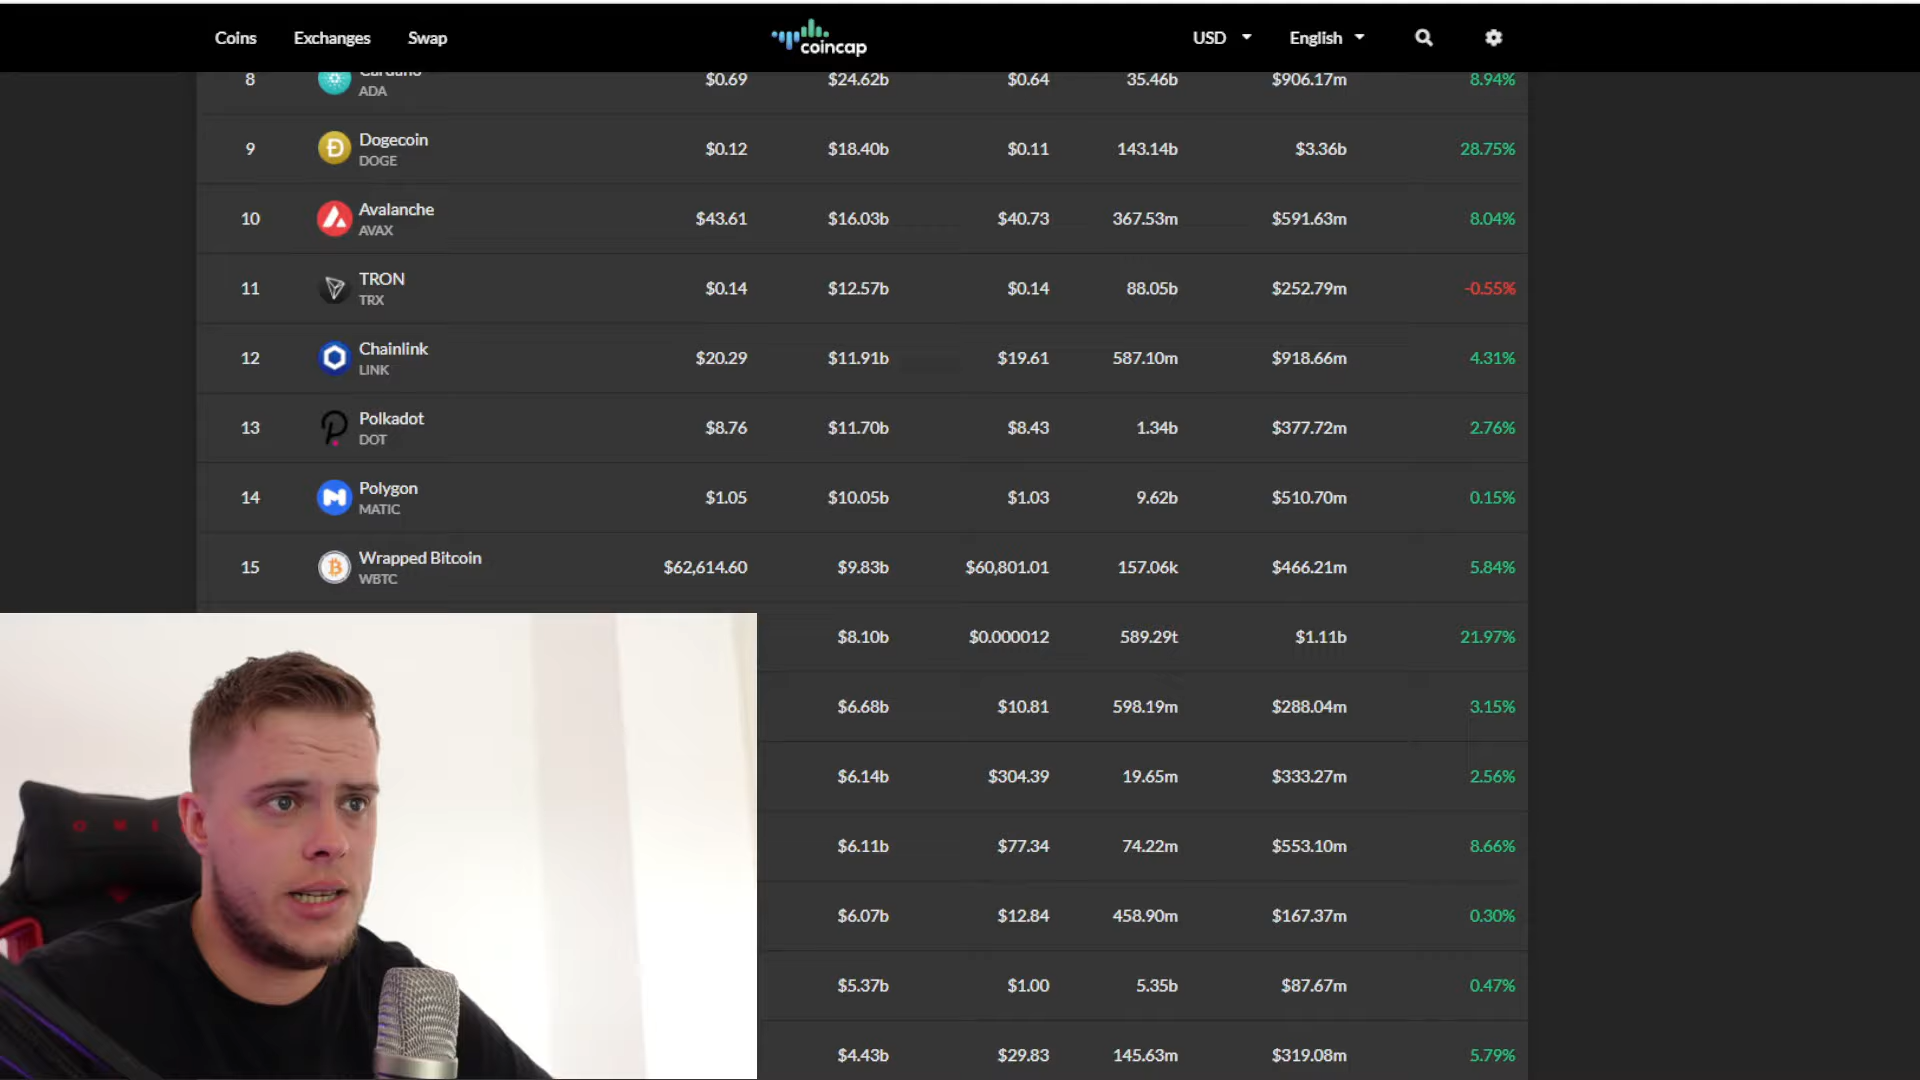 Coins Exchanges Swap coincap USD English
8 Cardano $0.69 $24.62b $0.64 35.46b $906.17m 8.94%
ADA
9 Dogecoin $0.12 $18.40b $0.11 143.14b $3.36b 28.75%
DOGE
10 Avalanche $43.61 $16.03b $40.73 367.53m $591.63m 8.04%
AVAX
11 TRON $0.14 $12.57b $0.14 88.05b $252.79m -0.55%
TRX
12 Chainlink $20.29 $11.91b $19.61 587.10m $918.66m 4.31%
LINK
13 Polkadot $8.76 $11.70b $8.43 1.34b $377.72m 2.76%
DOT
14 Polygon $1.05 $10.05b $1.03 9.62b $510.70m 0.15%
MATIC
15 Wrapped Bitcoin $62,614.60 $9.83b $60,801.01 157.06k $466.21m 5.84%
WBTC
$8.10b $0.000012 589.29t $1.11b 21.97%
$6.68b $10.81 598.19m $288.04m 3.15%
$6.14b $304.39 19.65m $333.27m 2.56%
$6.11b $77.34 74.22m $553.10m 8.66%
$6.07b $12.84 458.90m $167.37m 0.30%
$5.37b $1.00 5.35b $87.67m 0.47%
$4.43b $29.83 145.63m $319.08m 5.79%